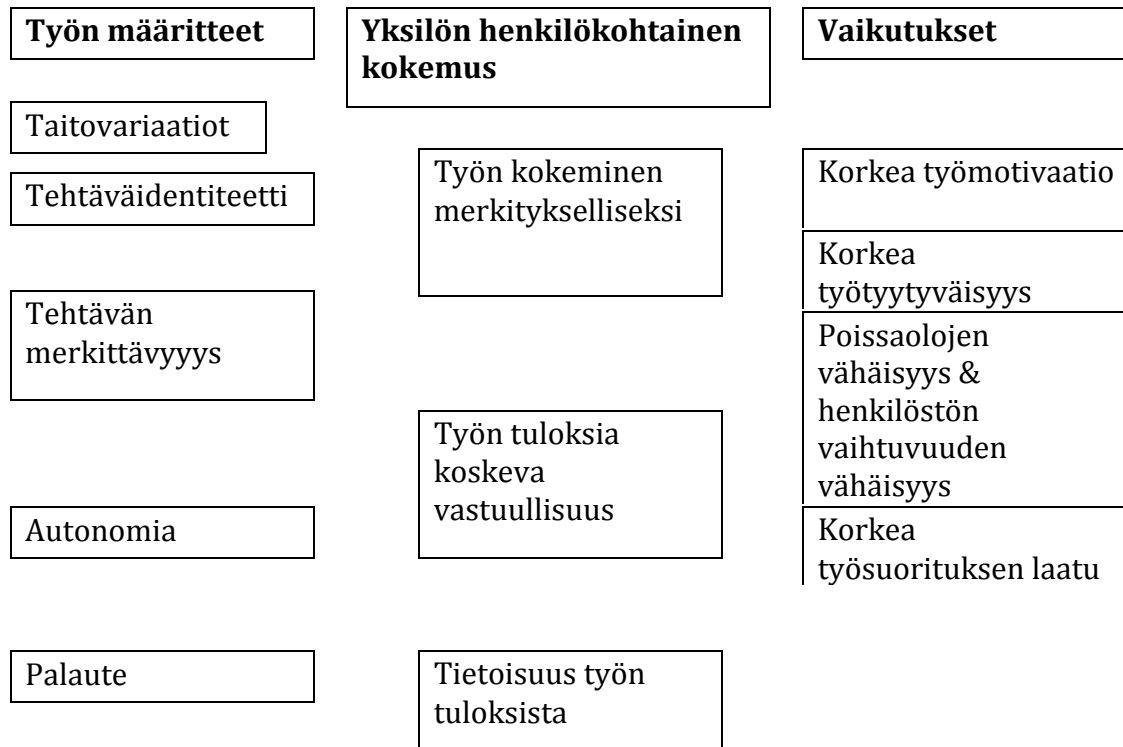 Työn määritteet
Yksilön henkilökohtainen
kokemus
Vaikutukset
Taitovariaatiot
Tehtäväidentiteetti
Tehtävän
merkittävyyys
Autonomia
Palaute
Työn kokeminen
merkitykselliseksi
Työn tuloksia
koskeva
vastuullisuus
Tietoisuus työn
tuloksista
Korkea työmotivaatio
Korkea
työtyytyväisyys
Poissaolojen
vähäisyys &
henkilöstön
vaihtuvuuden
vähäisyys
Korkea
työsuorituksen laatu